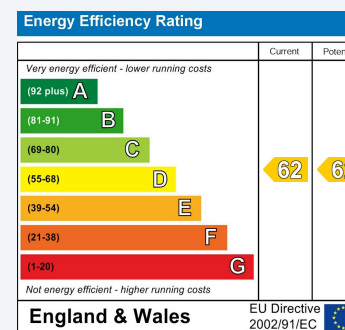 Energy Efficiency Rating
Current
Very energy efficient - lower running costs
(92 plus) A
(81-91) B
(69-80) C
(55-68) D
62
(39-54) E
(21-38) F
(1-20) G
Not energy efficient - higher running costs
England & Wales
EU Directive
2002/91/EC